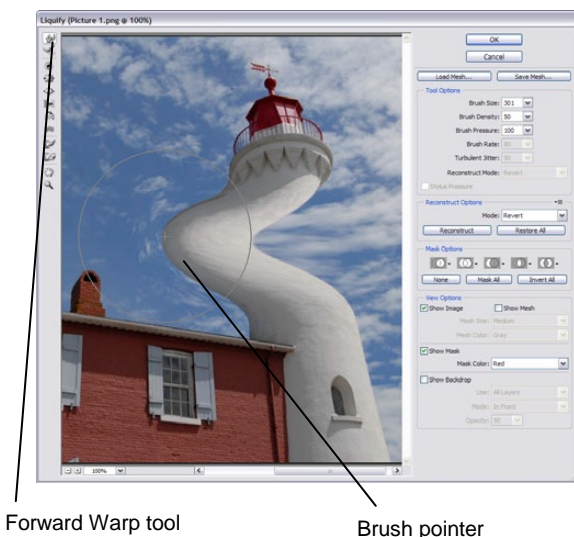 Liquify (Picture 1.png @ 100%)
OK
Cancel
Load Mesh...
Save Mesh...
Tool Options
Brush Size: 301
Brush Density: 50
Brush Pressure: 100
Brush Rate: 80
Turbulent Jitter: 50
Reconstruct Mode: Revert
Stylus Pressure
Reconstruct Options
Mode: Revert
Reconstruct
Restore All
Mask Options
None
Mask All
Invert All
View Options
Show Image
Show Mesh
Mesh Size: Medium
Mesh Color: Gray
Show Mask
Mask Color: Red
Show Backdrop
Use: All Layers
Mode: In Front
Opacity: 50
100%
Forward Warp tool
Brush pointer